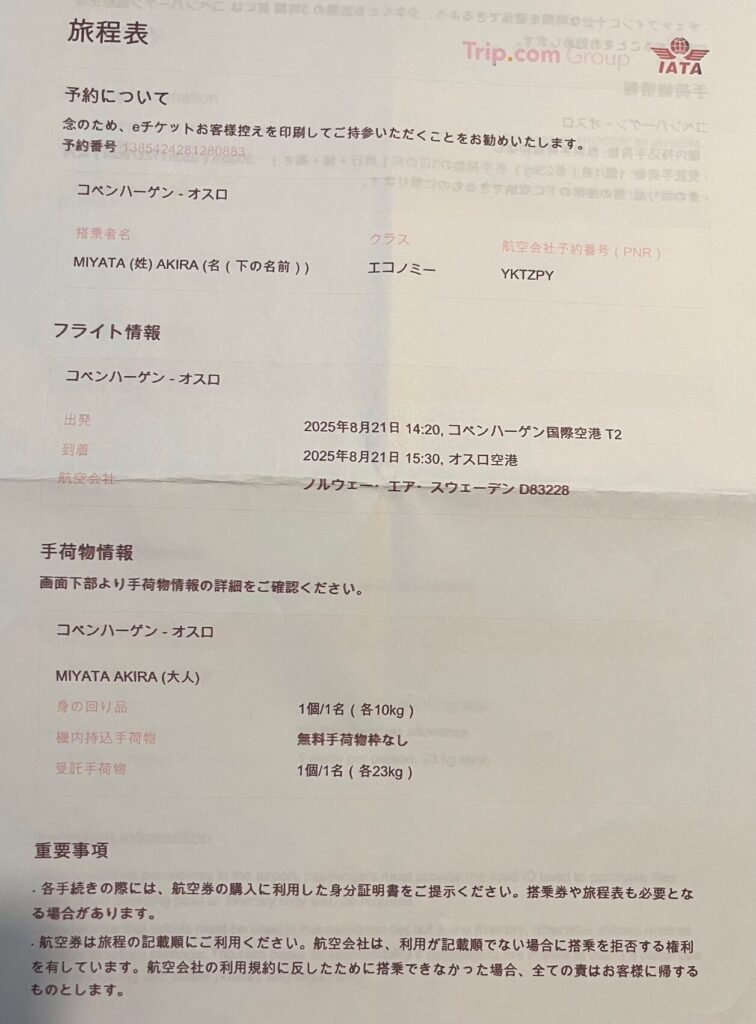 旅程表
Trip.com Group
IATA
予約について
念のため、eチケットお客様控えを印刷してご持参いただくことをお勧めいたします。
予約番号 1385424281280883
コペンハーゲン - オスロ
搭乗者名
クラス
航空会社予約番号 ( PNR )
MIYATA (姓) AKIRA (名 ( 下の名前 ) )
エコノミー
YKTZPY
フライト情報
コペンハーゲン - オスロ
出発
2025年8月21日 14:20, コペンハーゲン国際空港 T2
到着
2025年8月21日 15:30, オスロ空港
航空会社
ノルウェー・ エア・ スウェーデン D83228
手荷物情報
画面下部より手荷物情報の詳細をご確認ください。
コペンハーゲン - オスロ
MIYATA AKIRA (大人)
身の回り品
1個/1名 ( 各10kg )
機内持込手荷物
無料手荷物枠なし
受託手荷物
1個/1名 ( 各23kg )
重要事項
· 各手続きの際には、航空券の購入に利用した身分証明書をご提示ください。搭乗券や旅程表も必要とな
る場合があります。
· 航空券は旅程の記載順にご利用ください。航空会社は、利用が記載順でない場合に搭乗を拒否する権利
を有しています。航空会社の利用規約に反したために搭乗できなかった場合、全ての責はお客様に帰する
ものとします。